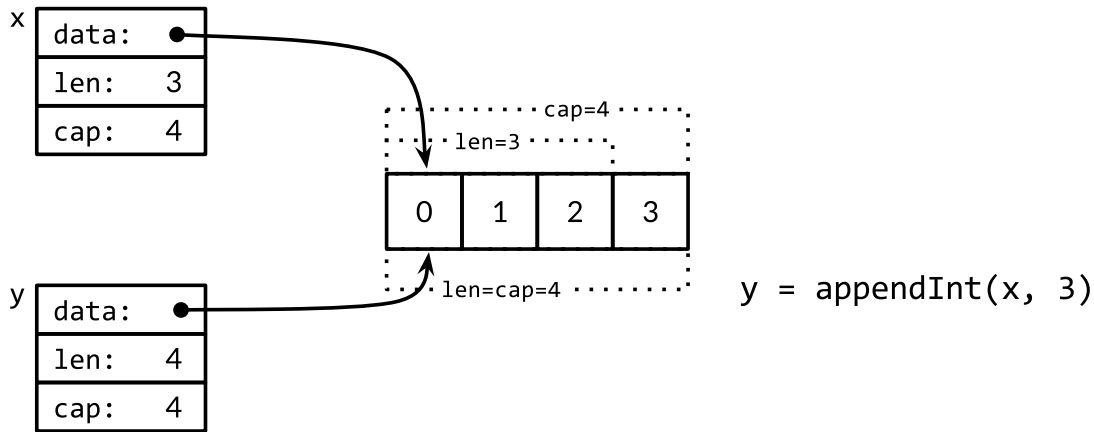 x
data:
len: 3
cap: 4
cap=4
len=3
0 1 2 3
len=cap=4
y = appendInt(x, 3)
y
data:
len: 4
cap: 4